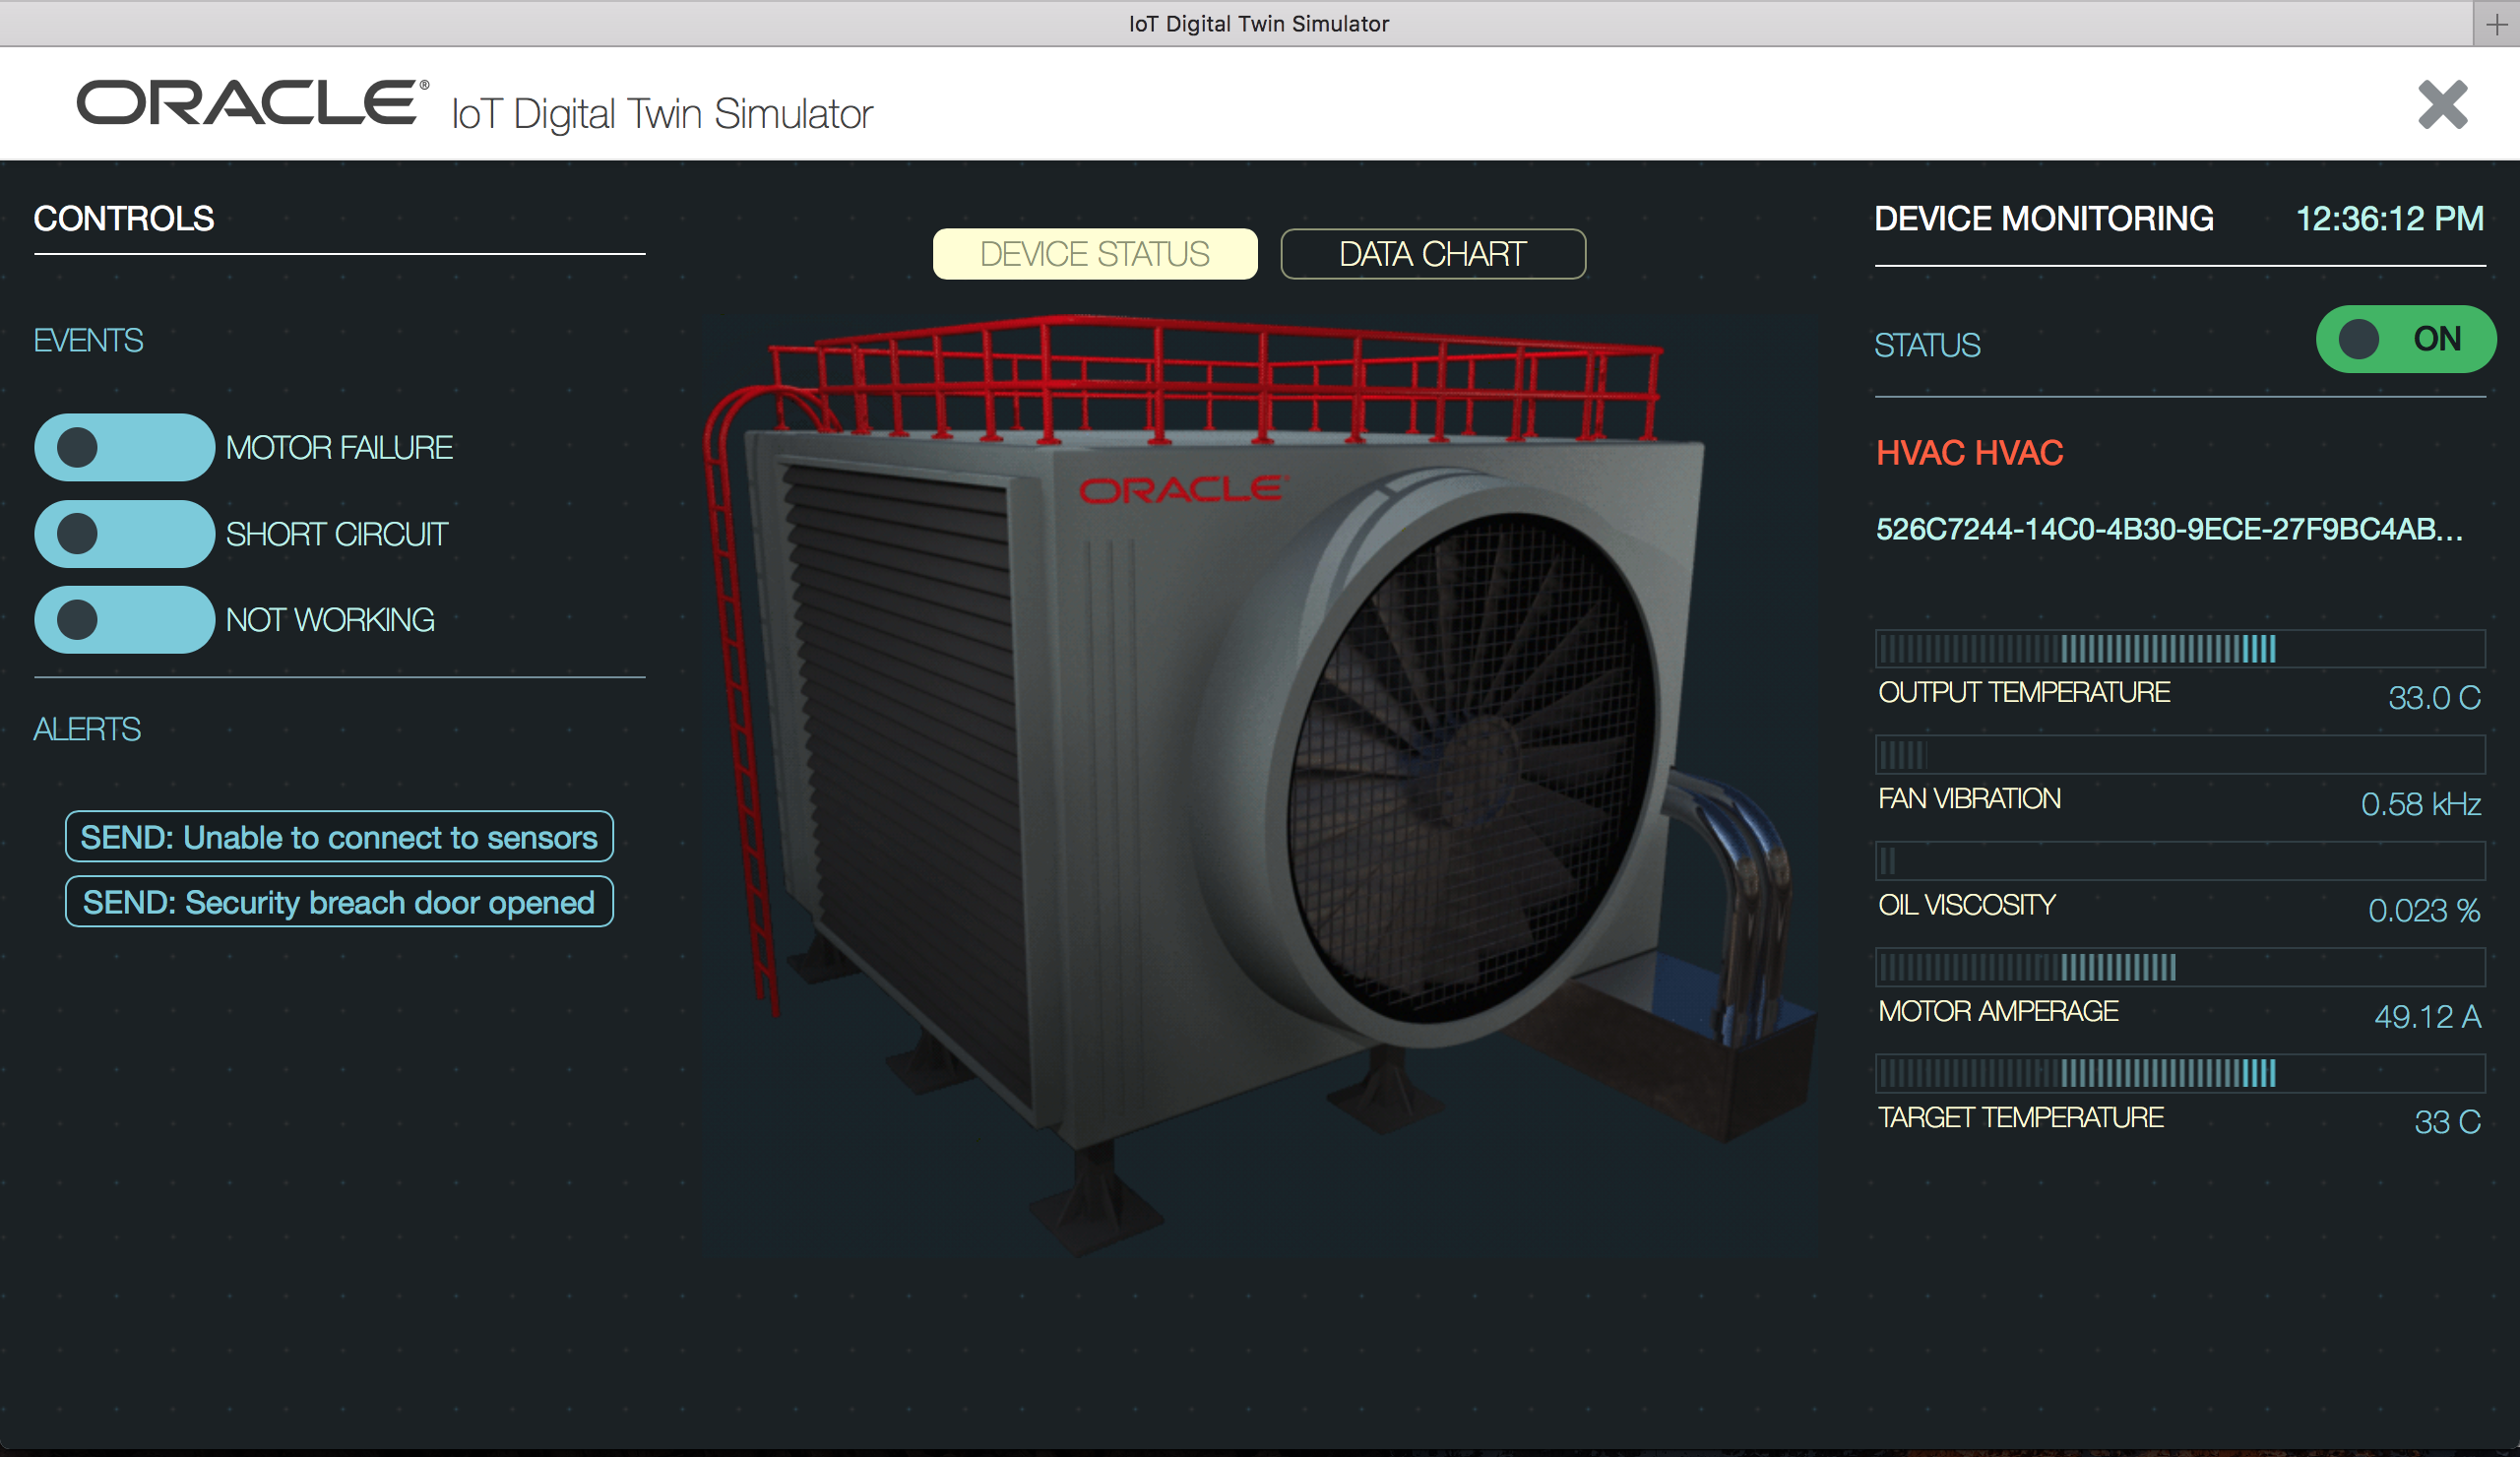 IoT Digital Twin Simulator
ORACLE® IoT Digital Twin Simulator
CONTROLS
EVENTS
MOTOR FAILURE
SHORT CIRCUIT
NOT WORKING
ALERTS
SEND: Unable to connect to sensors
SEND: Security breach door opened
DEVICE STATUS
DATA CHART
ORACLE
DEVICE MONITORING 12:36:12 PM
STATUS ON
HVAC HVAC
526C7244-14C0-4B30-9ECE-27F9BC4AB...
OUTPUT TEMPERATURE 33.0 C
FAN VIBRATION 0.58 kHz
OIL VISCOSITY 0.023 %
MOTOR AMPERAGE 49.12 A
TARGET TEMPERATURE 33 C